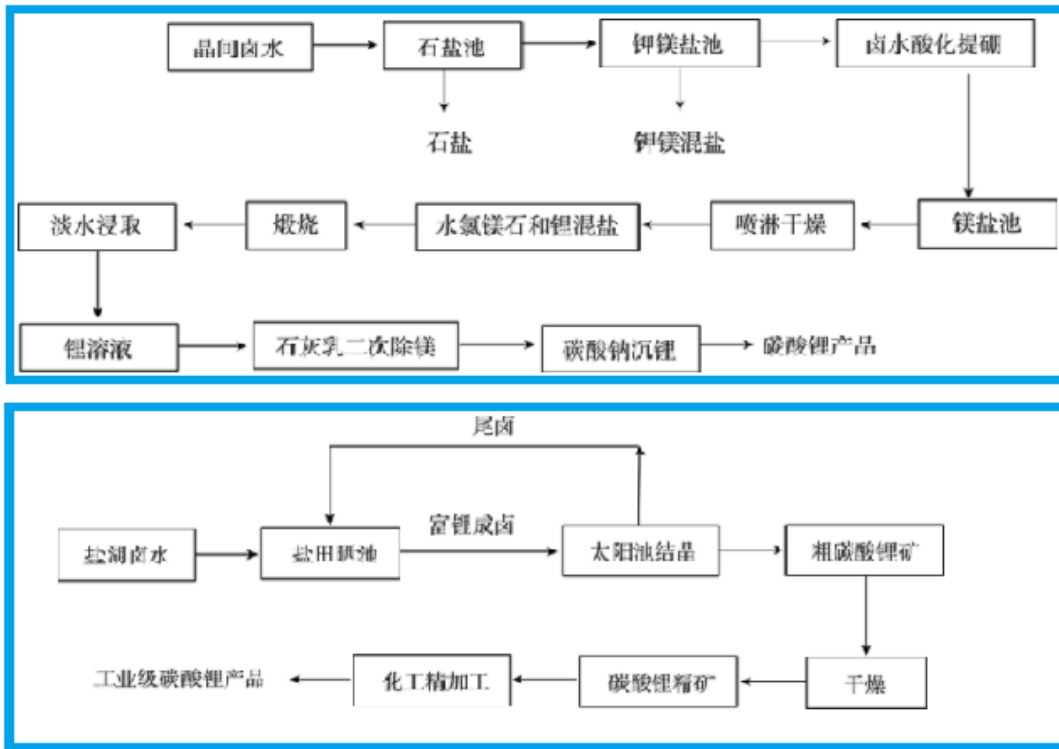 晶间卤水
石盐池
钾镁盐池
卤水酸化提硼
石盐
钾镁混盐
淡水浸取
煅烧
水氯镁石和锂混盐
喷淋干燥
镁盐池
锂溶液
石灰乳二次除镁
碳酸钠沉锂
碳酸锂产品
尾卤
富锂成卤
盐湖卤水
盐田晒池
太阳池结晶
粗碳酸锂矿
工业级碳酸锂产品
化工精加工
碳酸锂精矿
干燥